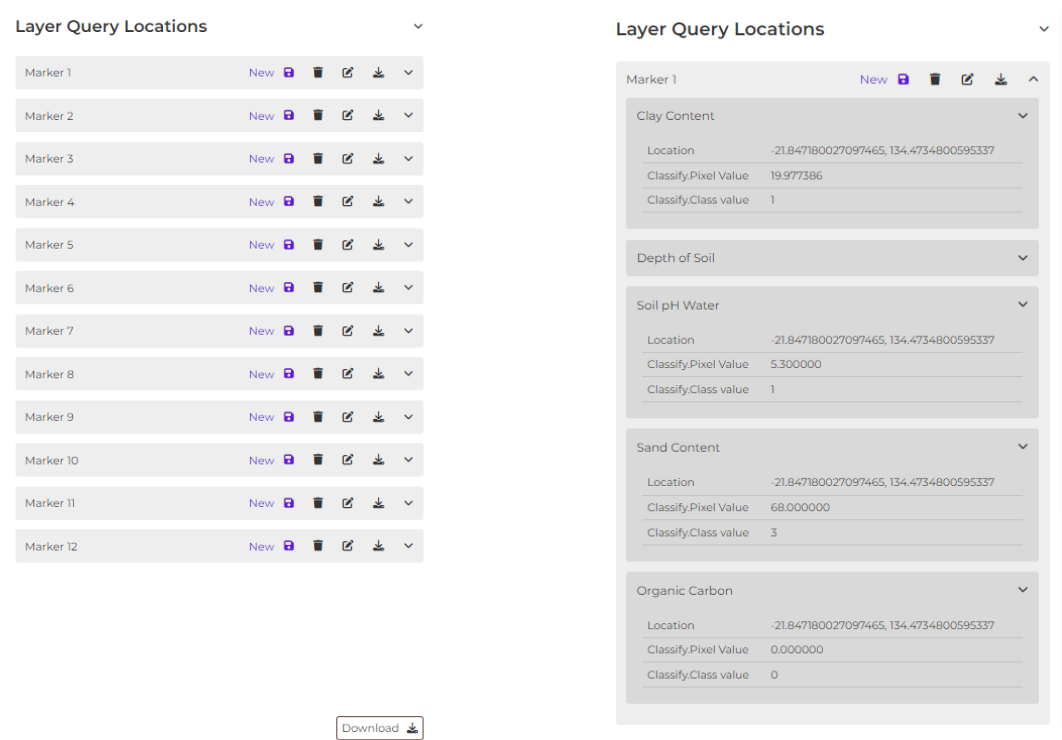 Layer Query Locations
Marker 1 New
Marker 2 New
Marker 3 New
Marker 4 New
Marker 5 New
Marker 6 New
Marker 7 New
Marker 8 New
Marker 9 New
Marker 10 New
Marker 11 New
Marker 12 New
Download
Layer Query Locations
Marker 1 New
Clay Content
Location -21.847180027097465, 134.4734800595337
Classify.Pixel Value 19.977386
Classify.Class value 1
Depth of Soil
Soil pH Water
Location -21.847180027097465, 134.4734800595337
Classify.Pixel Value 5.300000
Classify.Class value 1
Sand Content
Location -21.847180027097465, 134.4734800595337
Classify.Pixel Value 68.000000
Classify.Class value 3
Organic Carbon
Location -21.847180027097465, 134.4734800595337
Classify.Pixel Value 0.000000
Classify.Class value 0